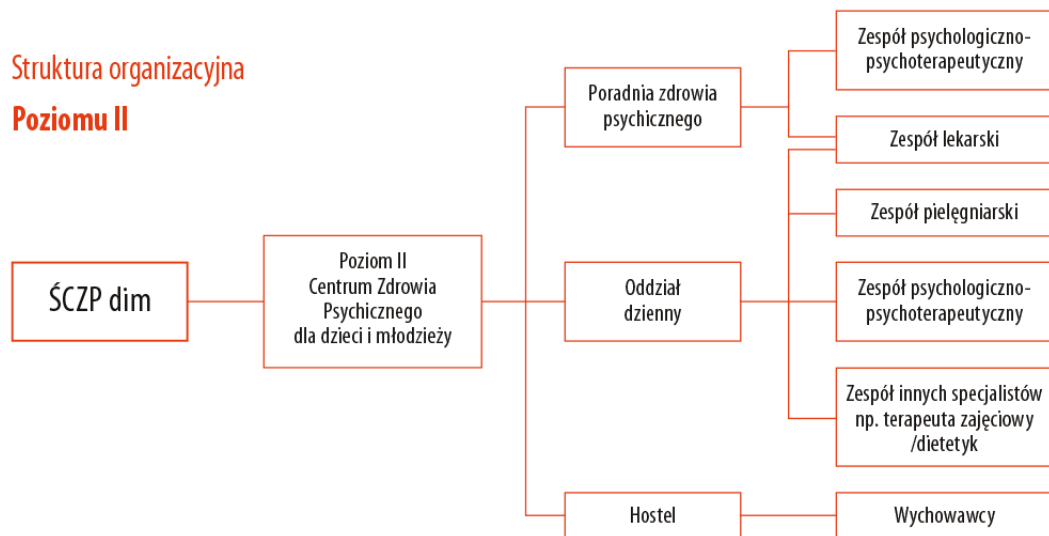 Struktura organizacyjna
Poziomu II
ŚCZP dim
Poziom II
Centrum Zdrowia
Psychicznego
dla dzieci i młodzieży
Poradnia zdrowia
psychicznego
Oddział
dzienny
Hostel
Zespół psychologiczno-
psychoterapeutyczny
Zespół lekarski
Zespół pielęgniarski
Zespół psychologiczno-
psychoterapeutyczny
Zespół innych specjalistów
np. terapeuta zajęciowy
/dietetyk
Wychowawcy